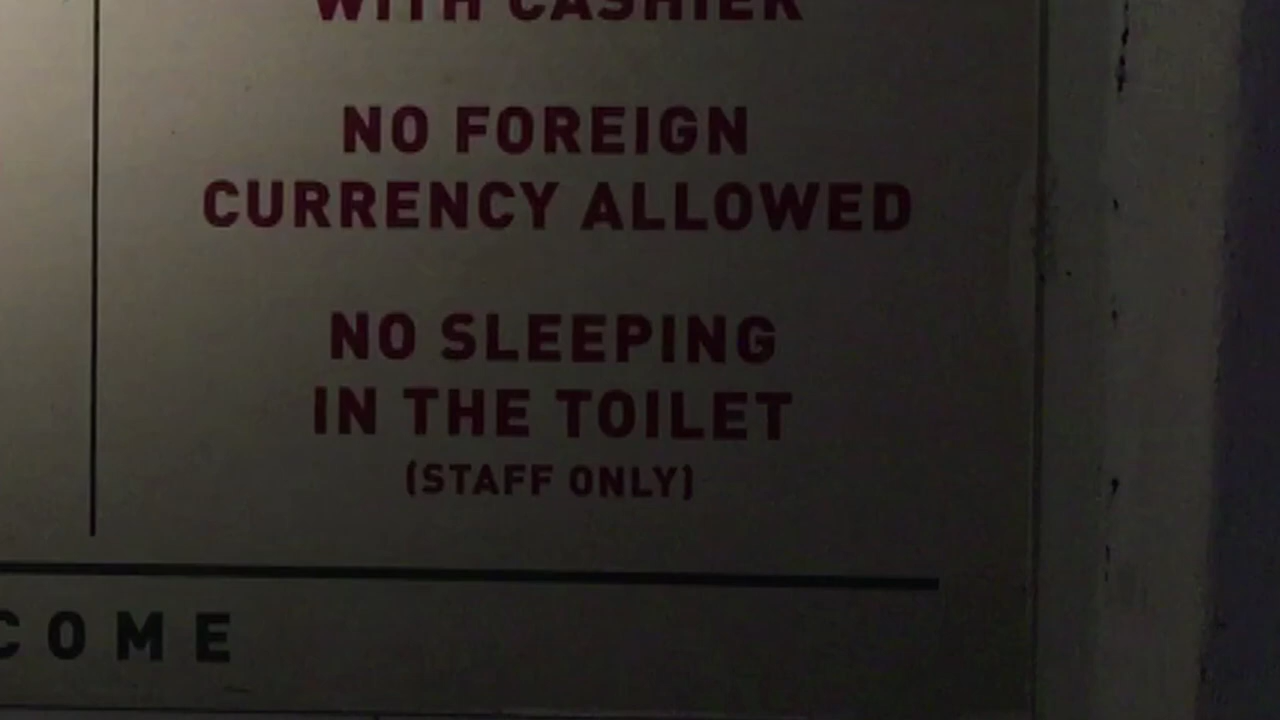 WITH CASHIER
NO FOREIGN
CURRENCY ALLOWED
NO SLEEPING
IN THE TOILET
(STAFF ONLY)
COME